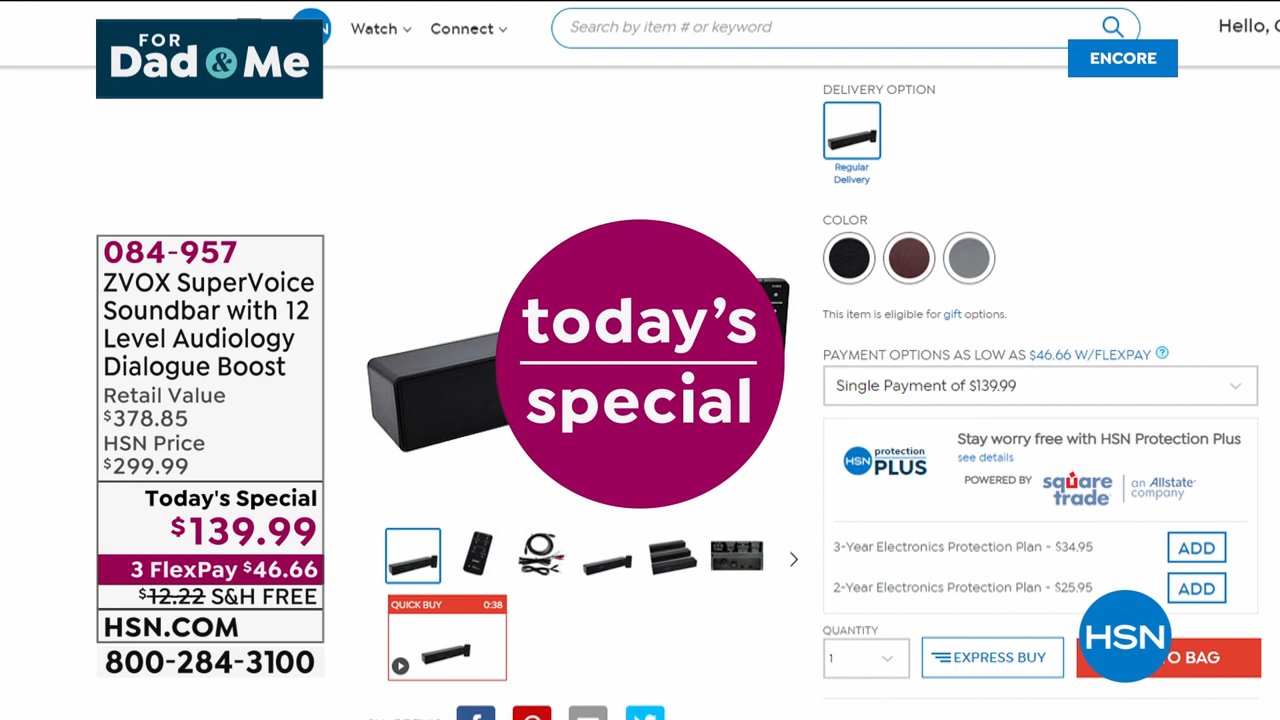 FOR
Dad & Me
Watch
Connect
Search by item # or keyword
Hello,
ENCORE
DELIVERY OPTION
Regular
Delivery
COLOR
This item is eligible for gift options.
PAYMENT OPTIONS AS LOW AS $46.66 W/FLEXPAY ?
Single Payment of $139.99
HSN protection PLUS
Stay worry free with HSN Protection Plus
see details
POWERED BY square trade | an Allstate company
3-Year Electronics Protection Plan - $34.95 ADD
2-Year Electronics Protection Plan - $25.95 ADD
QUANTITY
1
EXPRESS BUY
O BAG
HSN
084-957
ZVOX SuperVoice
Soundbar with 12
Level Audiology
Dialogue Boost
Retail Value
$378.85
HSN Price
$299.99
Today's Special
$139.99
3 FlexPay $46.66
$12.22 S&H FREE
HSN.COM
800-284-3100
today's
special
QUICK BUY 0:38